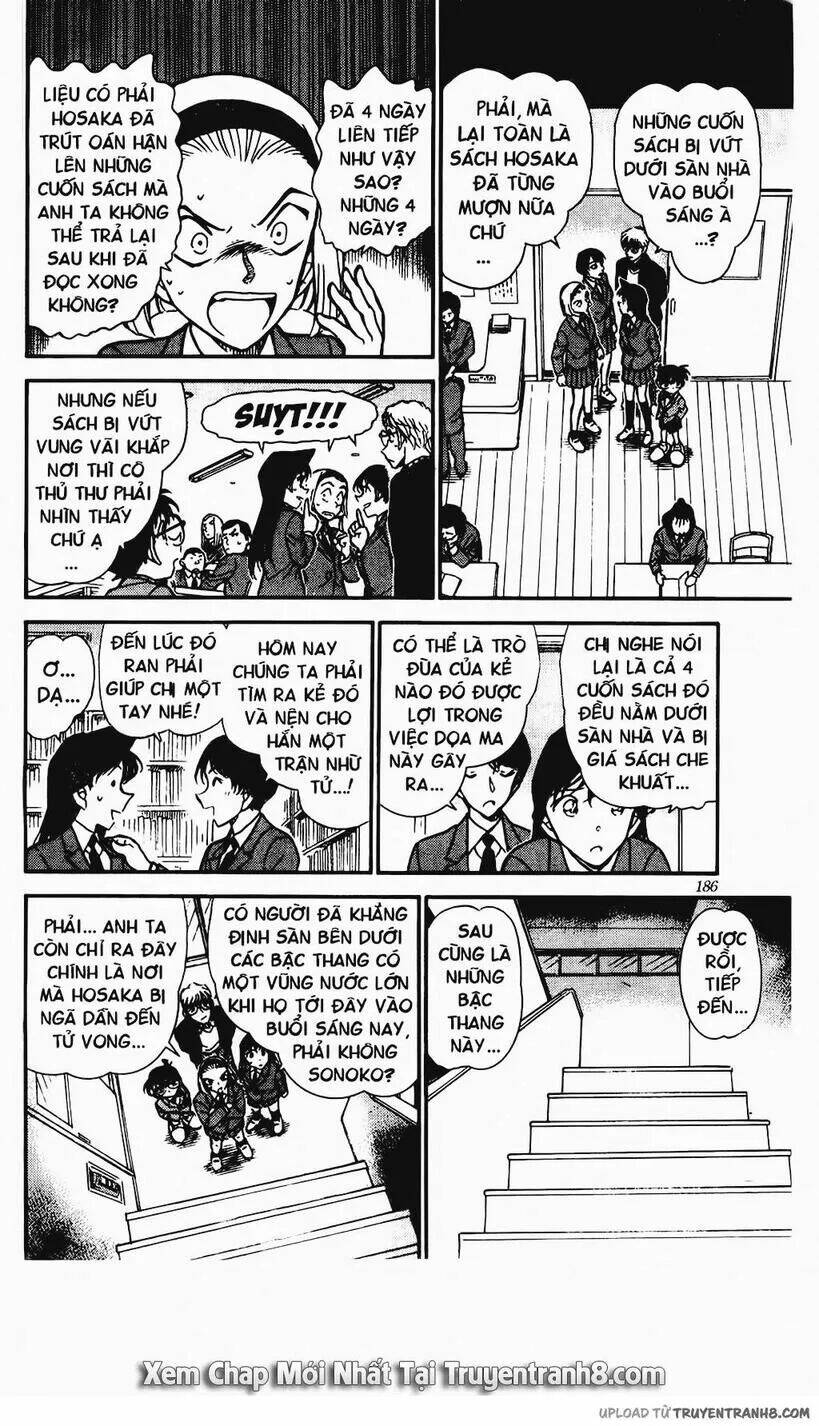 NHỮNG CUỐN
SÁCH BỊ VỨT
DƯỚI SÀN NHÀ
VÀO BUỔI
SÁNG À
...?
PHẢI, MÀ
LẠI TOÀN LÀ
SÁCH HOSAKA
ĐÃ TỪNG
MƯỢN NỮA
CHỨ
...
ĐÃ 4 NGÀY
LIÊN TIẾP
NHƯ VẬY
SAO?
NHỮNG 4
NGÀY?
LIỆU CÓ PHẢI
HOSAKA ĐÃ
TRÚT OÁN HẬN
LÊN NHỮNG
CUỐN SÁCH MÀ
ANH TA KHÔNG
THỂ TRẢ LẠI
SAU KHI ĐÃ
ĐỌC XONG
KHÔNG?
SUỴT!!!
NHƯNG NẾU
SÁCH BỊ VỨT
VUNG VÃI KHẮP
NƠI THÌ CÔ
THỦ THƯ PHẢI
NHÌN THẤY
CHỨ Ạ
...
CHỊ NGHE NÓI
LẠI LÀ CẢ 4
CUỐN SÁCH ĐÓ
ĐỀU NẰM DƯỚI
SÀN NHÀ VÀ BỊ
GIÁ SÁCH CHE
KHUẤT...
CÓ THỂ LÀ TRÒ
ĐÙA CỦA KẺ
NÀO ĐÓ ĐƯỢC
LỢI TRONG
VIỆC DỌA MA
NÀY GÂY
RA...
HÔM NAY
CHÚNG TA PHẢI
TÌM RA KẺ ĐÓ
VÀ NỆN CHO
HẮN MỘT
TRẬN NHỪ
TỬ...!
ĐẾN LÚC ĐÓ
RAN PHẢI
GIÚP CHỊ MỘT
TAY NHÉ!
Ơ...
DẠ...
186
ĐƯỢC
RỒI,
TIẾP
ĐẾN...
SAU
CÙNG LÀ
NHỮNG
BẬC
THANG
NÀY...
CÓ NGƯỜI ĐÃ KHẲNG
ĐỊNH SÀN BÊN DƯỚI
CÁC BẬC THANG CÓ
MỘT VŨNG NƯỚC LỚN
KHI HỌ TỚI ĐÂY VÀO
BUỔI SÁNG NAY,
PHẢI KHÔNG
SONOKO?
PHẢI... ANH TA
CÒN CHỈ RA ĐÂY
CHÍNH LÀ NƠI
MÀ HOSAKA BỊ
NGÃ DẪN ĐẾN
TỬ VONG...
Xem Chap Mới Nhất Tại Truyentranh8.com
UPLOAD TỪ TRUYENTRANH8.COM